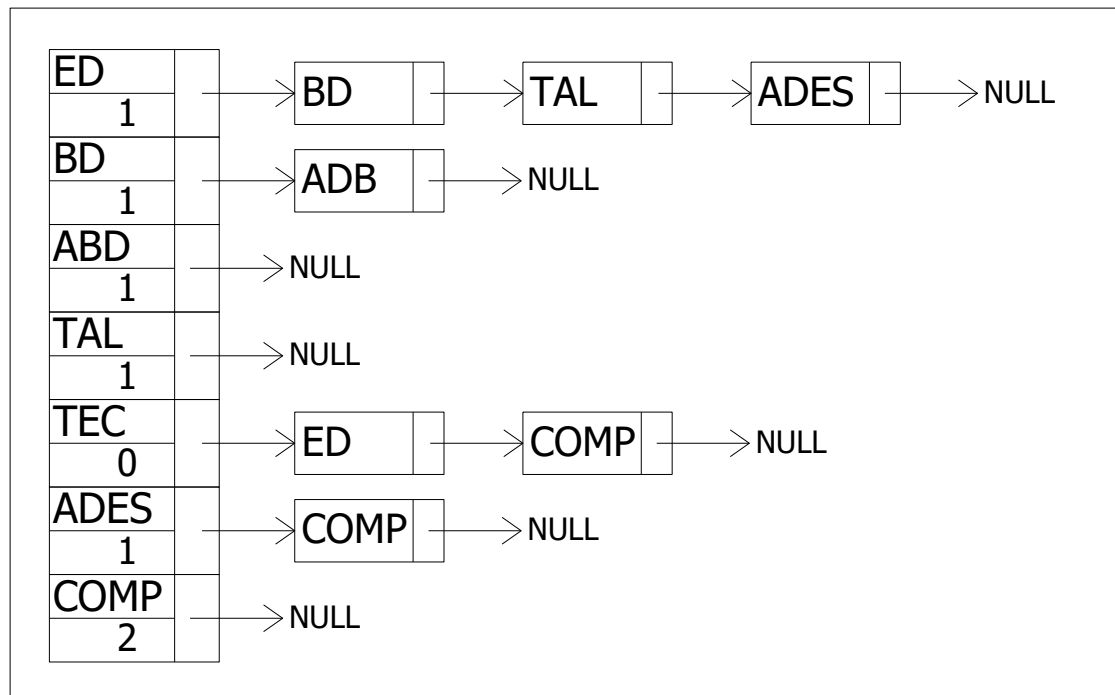 ED
1
BD
TAL
ADES
NULL
BD
1
ADB
NULL
ABD
1
NULL
TAL
1
NULL
TEC
0
ED
COMP
NULL
ADES
1
COMP
NULL
COMP
2
NULL